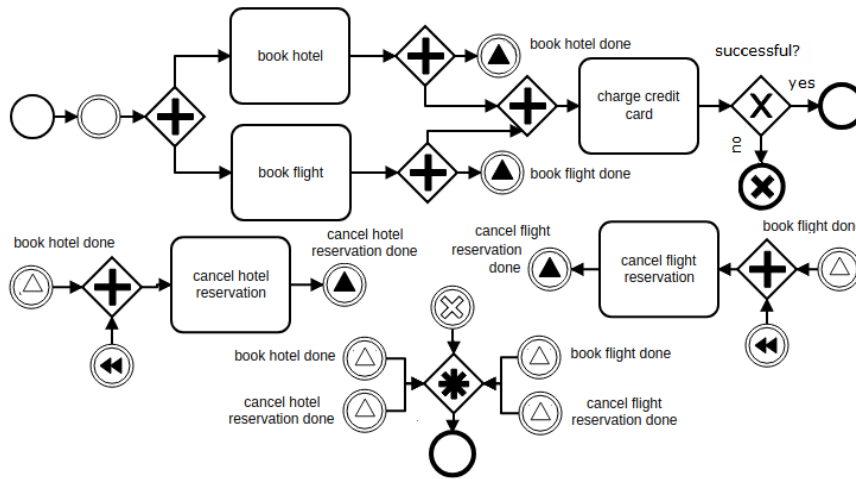 book hotel
book hotel done
successful?
yes
charge credit
card
no
book flight
book flight done
book hotel done
cancel hotel
reservation
cancel hotel
reservation done
cancel flight
reservation
done
cancel flight
reservation
book flight done
book hotel done
cancel hotel
reservation done
book flight done
cancel flight
reservation done